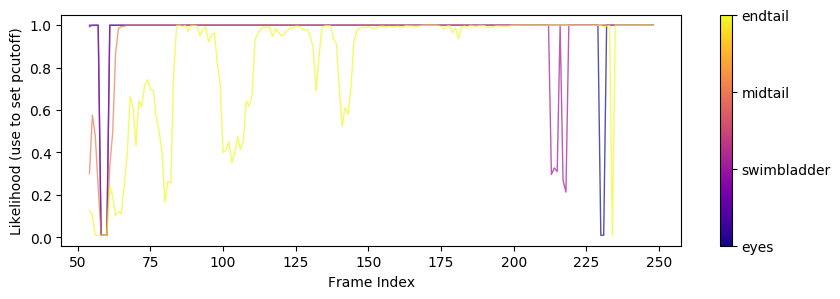 Likelihood (use to set pcutoff)
1.0
0.8
0.6
0.4
0.2
0.0
50
75
100
125
150
175
200
225
250
Frame Index
endtail
midtail
swimbladder
eyes